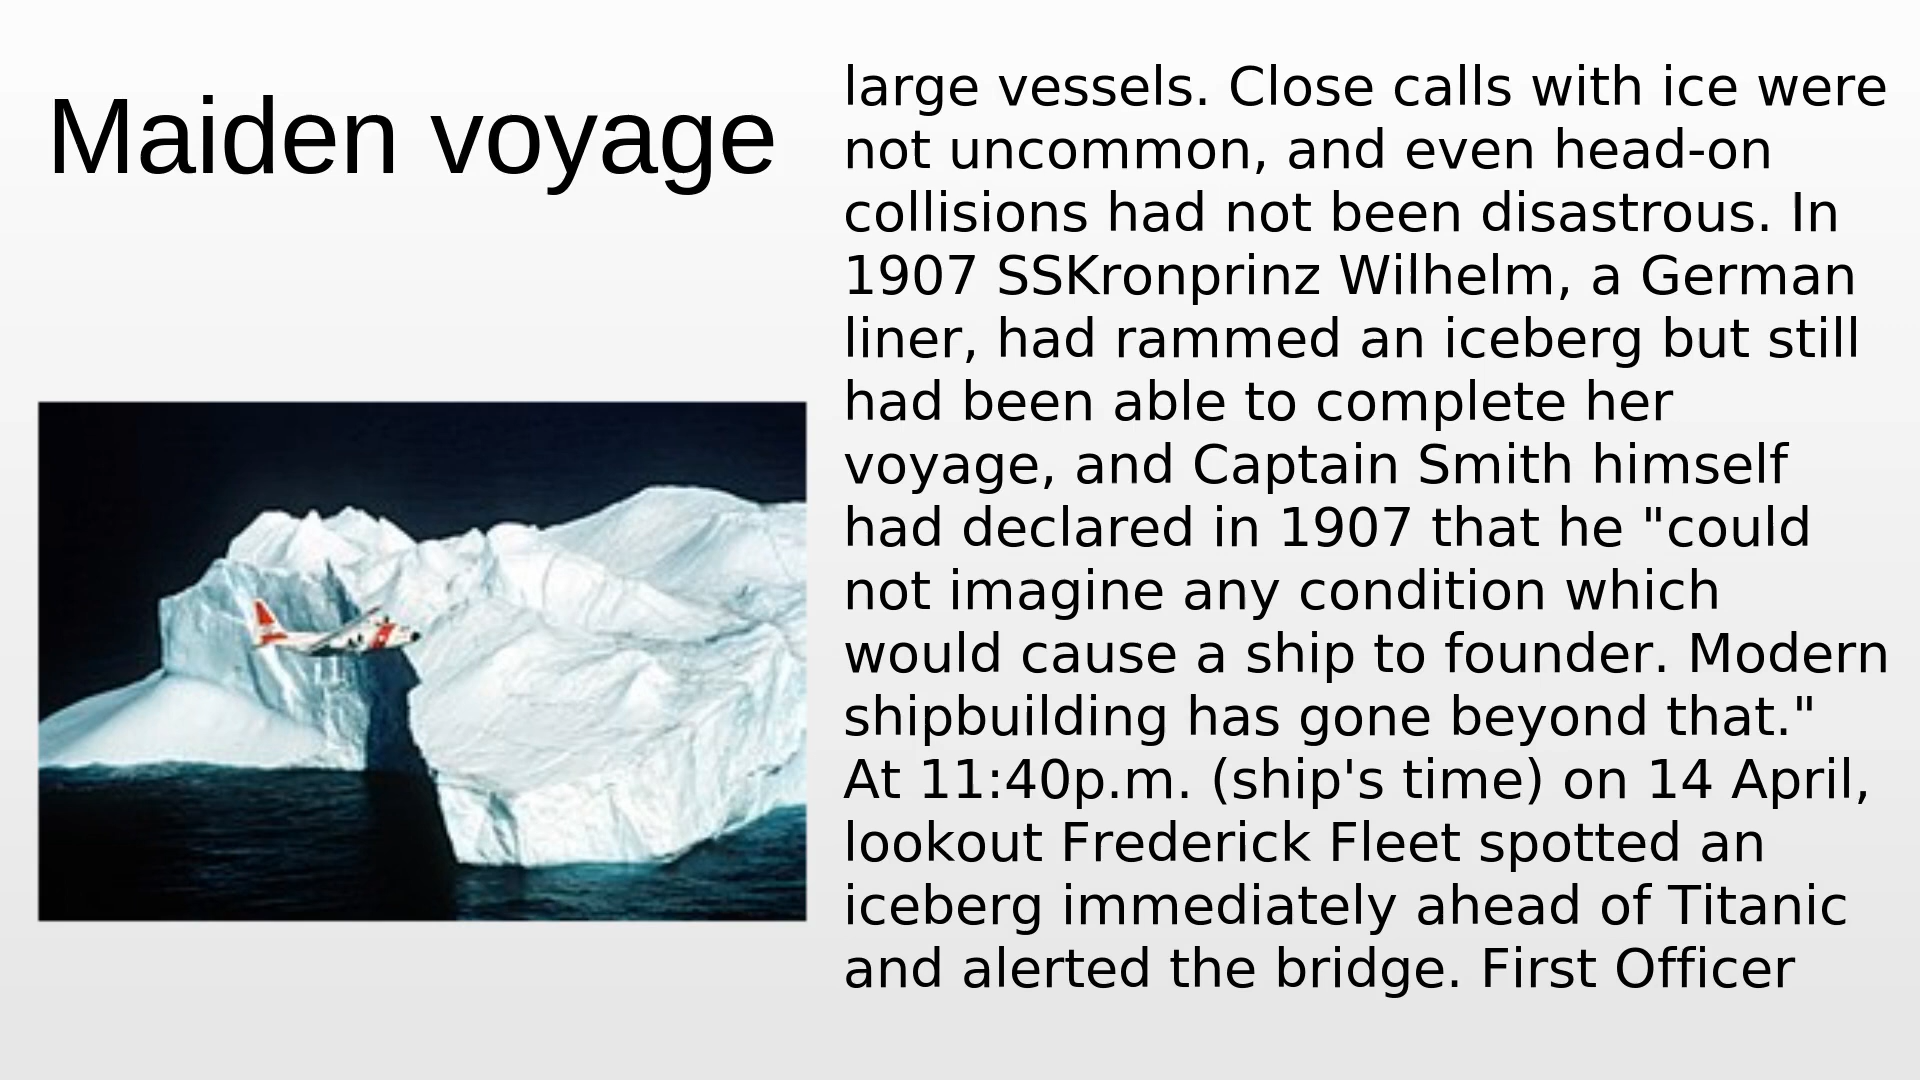 Maiden voyage
large vessels. Close calls with ice were
not uncommon, and even head-on
collisions had not been disastrous. In
1907 SSKronprinz Wilhelm, a German
liner, had rammed an iceberg but still
had been able to complete her
voyage, and Captain Smith himself
had declared in 1907 that he "could
not imagine any condition which
would cause a ship to founder. Modern
shipbuilding has gone beyond that."
At 11:40p.m. (ship's time) on 14 April,
lookout Frederick Fleet spotted an
iceberg immediately ahead of Titanic
and alerted the bridge. First Officer